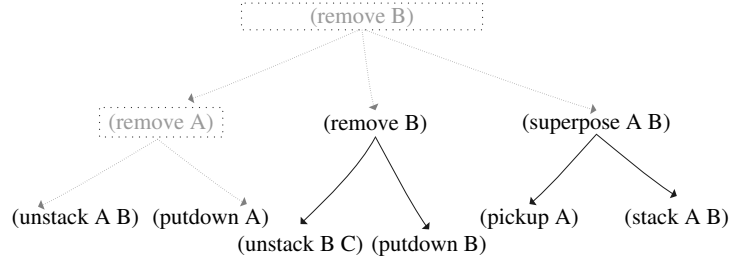 (remove B)
(remove A) (remove B) (superpose A B)
(unstack A B) (putdown A) (pickup A) (stack A B)
(unstack B C) (putdown B)